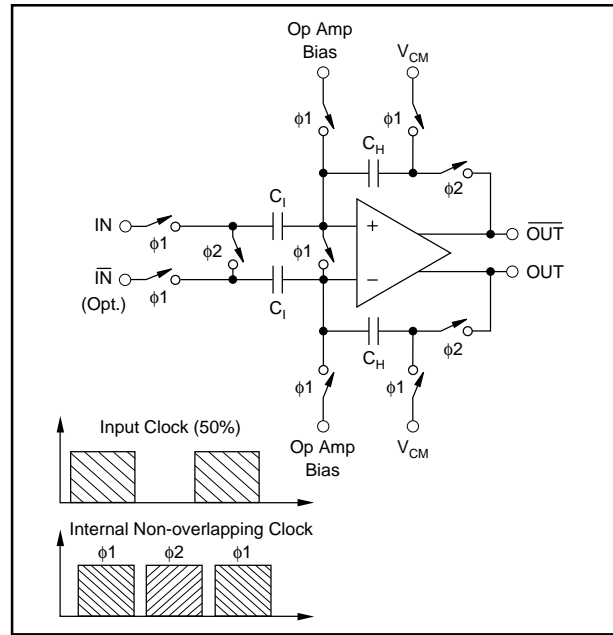 Op Amp
Bias
V_CM
φ1
φ1
C_H
φ2
C_I
IN
φ1
φ2
φ1
+
OUT̅
I̅N̅
(Opt.)
φ1
C_I
−
OUT
C_H
φ2
φ1
φ1
Op Amp
Bias
V_CM
Input Clock (50%)
Internal Non-overlapping Clock
φ1 φ2 φ1